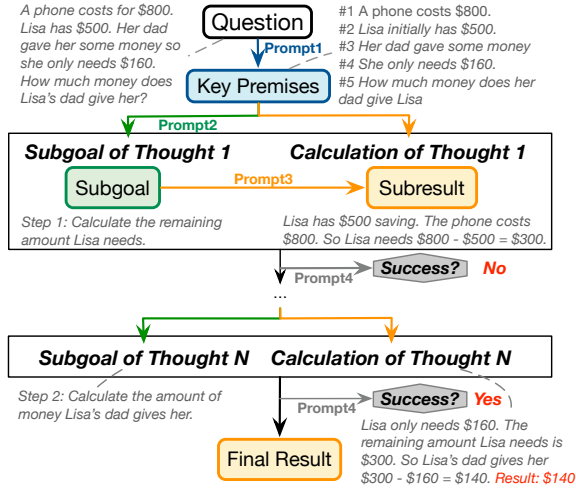 A phone costs for $800.
Lisa has $500. Her dad
gave her some money so
she only needs $160.
How much money does
Lisa's dad give her?
Question
#1 A phone costs $800.
#2 Lisa initially has $500.
#3 Her dad gave some money
#4 She only needs $160.
#5 How much money does her
dad give Lisa
Prompt1
Key Premises
Prompt2
Subgoal of Thought 1
Calculation of Thought 1
Subgoal
Prompt3
Subresult
Step 1: Calculate the remaining
amount Lisa needs.
Lisa has $500 saving. The phone costs
$800. So Lisa needs $800 - $500 = $300.
Prompt4
Success?
No
...
Subgoal of Thought N
Calculation of Thought N
Step 2: Calculate the amount of
money Lisa's dad gives her.
Prompt4
Success?
Yes
Final Result
Lisa only needs $160. The
remaining amount Lisa needs is
$300. So Lisa's dad gives her
$300 - $160 = $140. Result: $140